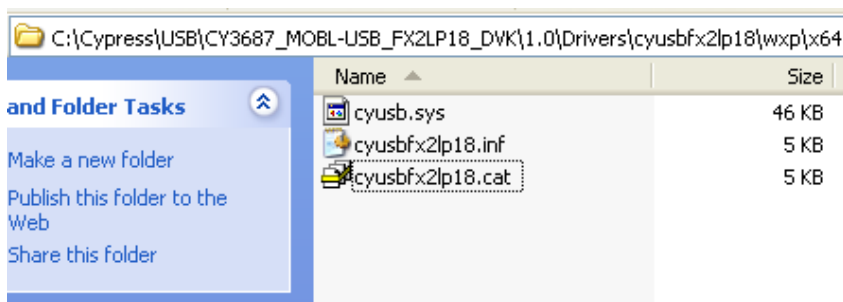 C:\Cypress\USB\CY3687_MOBL-USB_FX2LP18_DVK\1.0\Drivers\cyusbfx2lp18\wxp\x64
Name Size
and Folder Tasks
cyusb.sys 46 KB
cyusbfx2lp18.inf 5 KB
Make a new folder
cyusbfx2lp18.cat 5 KB
Publish this folder to the
Web
Share this folder